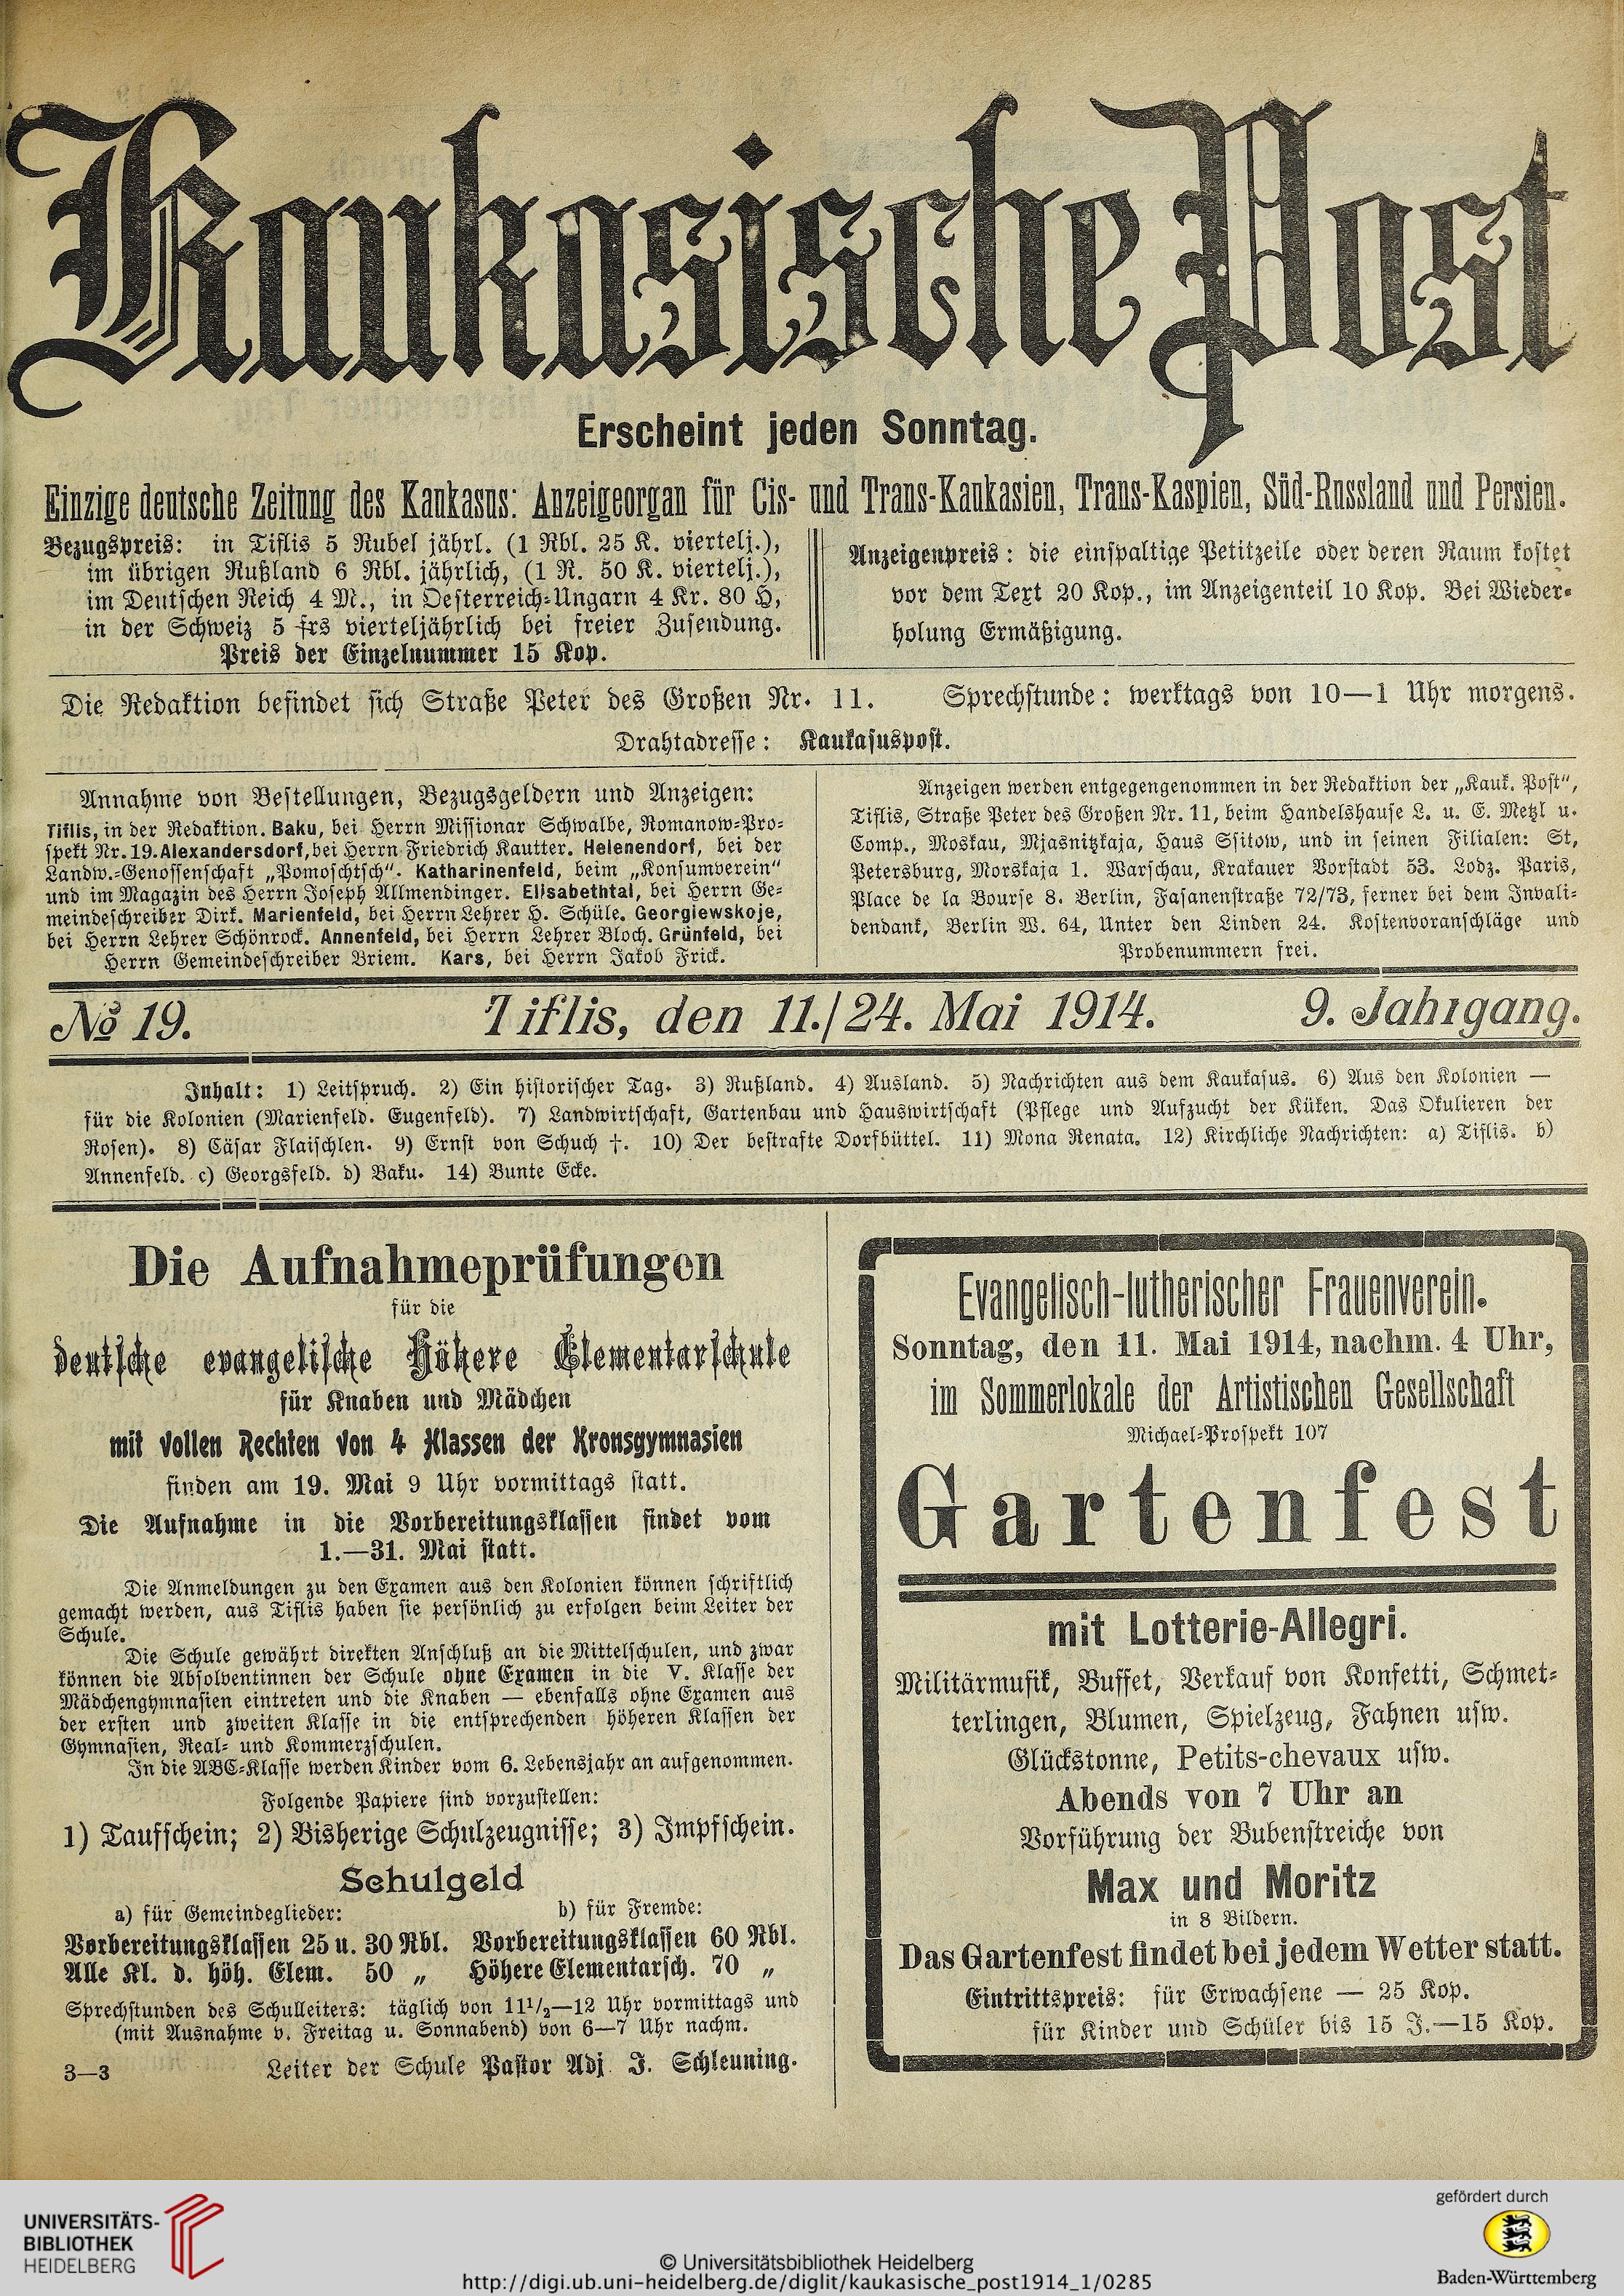 Kaukasische Post
Erscheint jeden Sonntag.
Einzige deutsche Zeitung des Kaukasus: Anzeigeorgan für Cis- und Trans-Kaukasien, Trans-Kaspien, Süd-Russland und Persien.
Bezugspreis: in Tiflis 5 Rubel jährl. (1 Rbl. 25 K. viertelj.),
im übrigen Rußland 6 Rbl. jährlich, (1 R. 50 K. viertelj.),
im Deutschen Reich 4 M., in Oesterreich-Ungarn 4 Kr. 80 H,
in der Schweiz 5 frs vierteljährlich bei freier Zusendung.
Preis der Einzelnummer 15 Kop.
Anzeigenpreis: die einspaltige Petitzeile oder deren Raum kostet
vor dem Text 20 Kop., im Anzeigenteil 10 Kop. Bei Wieder-
holung Ermäßigung.
Die Redaktion befindet sich Straße Peter des Großen Nr. 11. Sprechstunde: werktags von 10—1 Uhr morgens.
Drahtadresse: Kaukasuspost.
Annahme von Bestellungen, Bezugsgeldern und Anzeigen:
Tiflis, in der Redaktion. Baku, bei Herrn Missionar Schwalbe, Romanow-Pro-
spekt Nr. 19. Alexandersdorf, bei Herrn Friedrich Kautter. Helenendorf, bei der
Landw.-Genossenschaft „Pomoschtsch“. Katharinenfeld, beim „Konsumverein“
und im Magazin des Herrn Joseph Allmendinger. Elisabethtal, bei Herrn Ge-
meindeschreiber Dirk. Marienfeld, bei Herrn Lehrer H. Schüle. Georgiewskoje,
bei Herrn Lehrer Schönrock. Annenfeld, bei Herrn Lehrer Bloch. Grünfeld, bei
Herrn Gemeindeschreiber Briem. Kars, bei Herrn Jakob Frick.
Anzeigen werden entgegengenommen in der Redaktion der „Kauk. Post“,
Tiflis, Straße Peter des Großen Nr. 11, beim Handelshause L. u. E. Metzl u.
Comp., Moskau, Mjasnitzkaja, Haus Ssitow, und in seinen Filialen: St,
Petersburg, Morskaja 1. Warschau, Krakauer Vorstadt 53. Lodz. Paris,
Place de la Bourse 8. Berlin, Fasanenstraße 72/73, ferner bei dem Invali-
dendank, Berlin W. 64, Unter den Linden 24. Kostenvoranschläge und
Probenummern frei.
№ 19. Tiflis, den 11./24. Mai 1914. 9. Jahrgang.
Inhalt: 1) Leitspruch. 2) Ein historischer Tag. 3) Rußland. 4) Ausland. 5) Nachrichten aus dem Kaukasus. 6) Aus den Kolonien —
für die Kolonien (Marienfeld. Eugenfeld). 7) Landwirtschaft, Gartenbau und Hauswirtschaft (Pflege und Aufzucht der Küken. Das Okulieren der
Rosen). 8) Cäsar Flaischlen. 9) Ernst von Schuch †. 10) Der bestrafte Dorfbüttel. 11) Mona Renata. 12) Kirchliche Nachrichten: a) Tiflis. b)
Annenfeld. c) Georgsfeld. d) Baku. 14) Bunte Ecke.
Die Aufnahmeprüfungen
für die
deutsche evangelische Höhere Elementarschule
für Knaben und Mädchen
mit vollen Rechten von 4 Klassen der Kronsgymnasien
finden am 19. Mai 9 Uhr vormittags statt.
Die Aufnahme in die Vorbereitungsklassen findet vom
1.—31. Mai statt.
Die Anmeldungen zu den Examen aus den Kolonien können schriftlich
gemacht werden, aus Tiflis haben sie persönlich zu erfolgen beim Leiter der
Schule.
Die Schule gewährt direkten Anschluß an die Mittelschulen, und zwar
können die Absolventinnen der Schule ohne Examen in die V. Klasse der
Mädchengymnasien eintreten und die Knaben — ebenfalls ohne Examen aus
der ersten und zweiten Klasse in die entsprechenden höheren Klassen der
Gymnasien, Real- und Kommerzschulen.
In die ABC-Klasse werden Kinder vom 6. Lebensjahr an aufgenommen.
Folgende Papiere sind vorzustellen:
1) Taufschein; 2) Bisherige Schulzeugnisse; 3) Impfschein.
Schulgeld
a) für Gemeindeglieder: b) für Fremde:
Vorbereitungsklassen 25 u. 30 Rbl. Vorbereitungsklassen 60 Rbl.
Alle Kl. d. höh. Elem. 50 „ Höhere Elementarsch. 70 „
Sprechstunden des Schulleiters: täglich von 11½—12 Uhr vormittags und
(mit Ausnahme v. Freitag u. Sonnabend) von 6—7 Uhr nachm.
3—3 Leiter der Schule Pastor Adj. J. Schleuning.
Evangelisch-lutherischer Frauenverein.
Sonntag, den 11. Mai 1914, nachm. 4 Uhr,
im Sommerlokale der Artistischen Gesellschaft
Michael-Prospekt 107
Gartenfest
mit Lotterie-Allegri.
Militärmusik, Buffet, Verkauf von Konfetti, Schmet-
terlingen, Blumen, Spielzeug, Fahnen usw.
Glückstonne, Petits-chevaux usw.
Abends von 7 Uhr an
Vorführung der Bubenstreiche von
Max und Moritz
in 8 Bildern.
Das Gartenfest findet bei jedem Wetter statt.
Eintrittspreis: für Erwachsene — 25 Kop.
für Kinder und Schüler bis 15 J.—15 Kop.
UNIVERSITÄTS-
BIBLIOTHEK
HEIDELBERG
© Universitätsbibliothek Heidelberg
http://digi.ub.uni-heidelberg.de/diglit/kaukasische_post1914_1/0285
gefördert durch
Baden-Württemberg